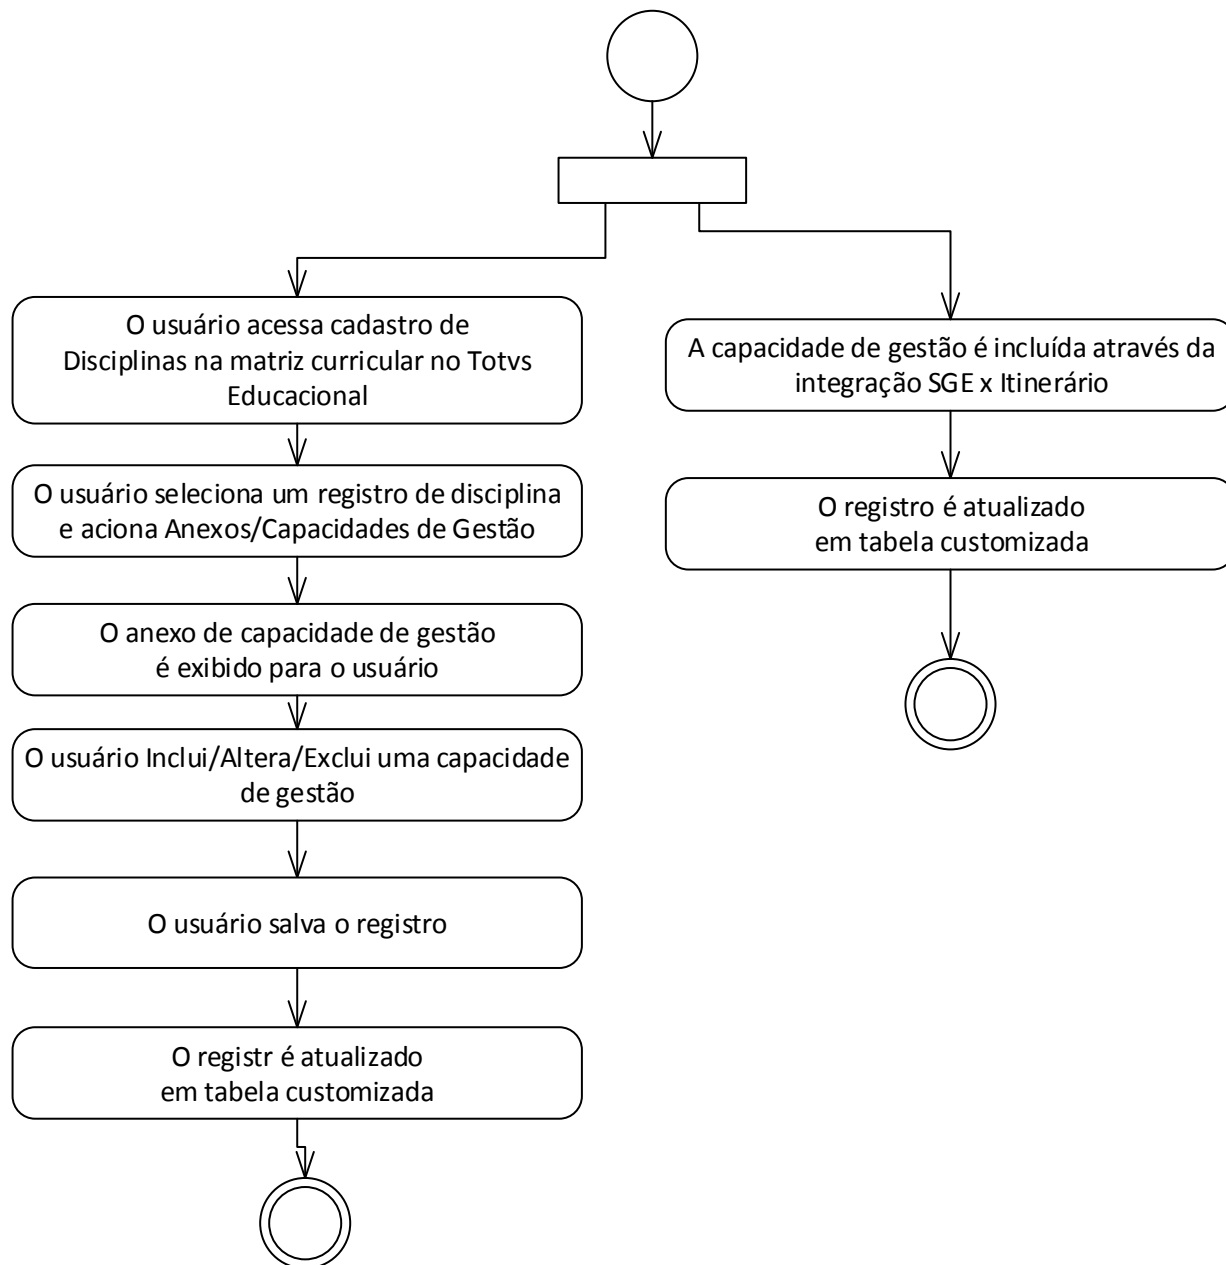 O usuário acessa cadastro de
Disciplinas na matriz curricular no Totvs
Educacional
O usuário seleciona um registro de disciplina
e aciona Anexos/Capacidades de Gestão
O anexo de capacidade de gestão
é exibido para o usuário
O usuário Inclui/Altera/Exclui uma capacidade
de gestão
O usuário salva o registro
O registr é atualizado
em tabela customizada
A capacidade de gestão é incluída através da
integração SGE x Itinerário
O registro é atualizado
em tabela customizada